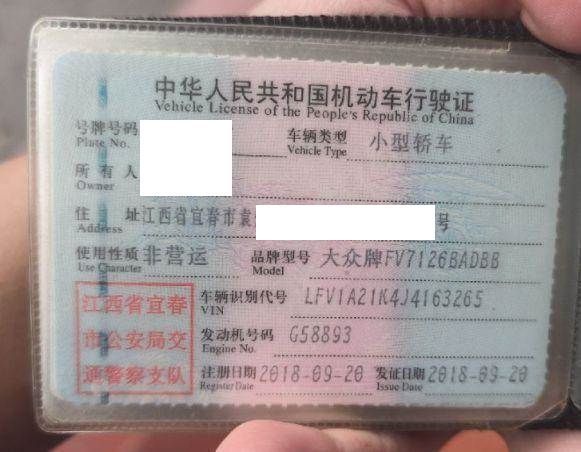 中华人民共和国机动车行驶证
Vehicle License of the People's Republic of China
号牌号码 车辆类型 小型轿车
Plate No. Vehicle Type
所有人
Owner
住址 江西省宜春市袁 号
Address
使用性质 非营运 品牌型号 大众牌FV7126BADBB
Use Character Model
江西省宜春 车辆识别代号 LFV1A21K4J4163265
VIN
市公安局交 发动机号码 G58893
Engine No.
通警察支队 注册日期 2018-09-20 发证日期 2018-09-20
Register Date Issue Date